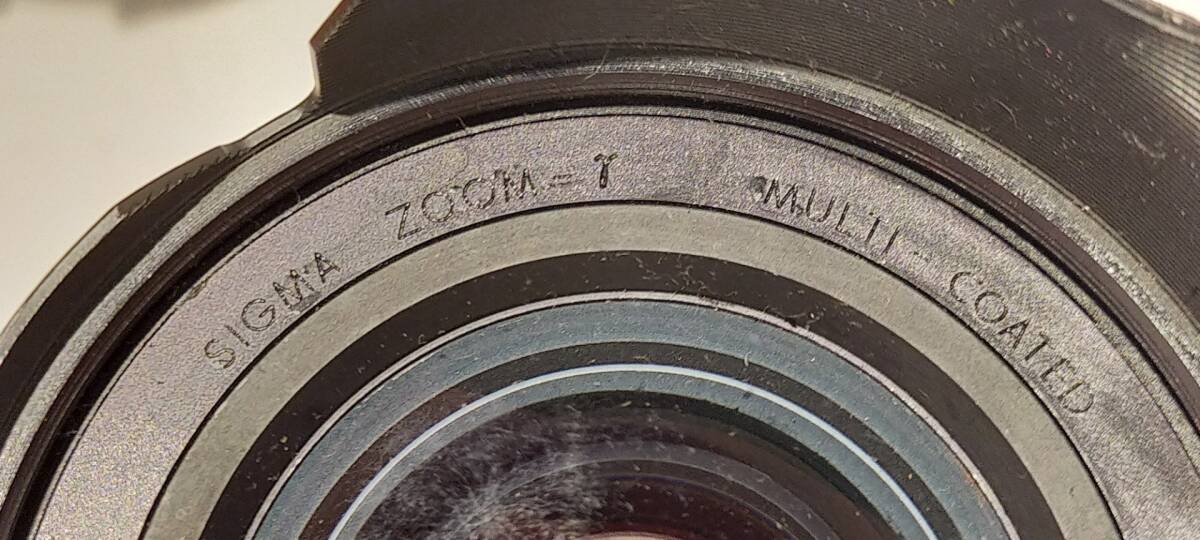 SIGMA ZOOM-γ MULTI-COATED